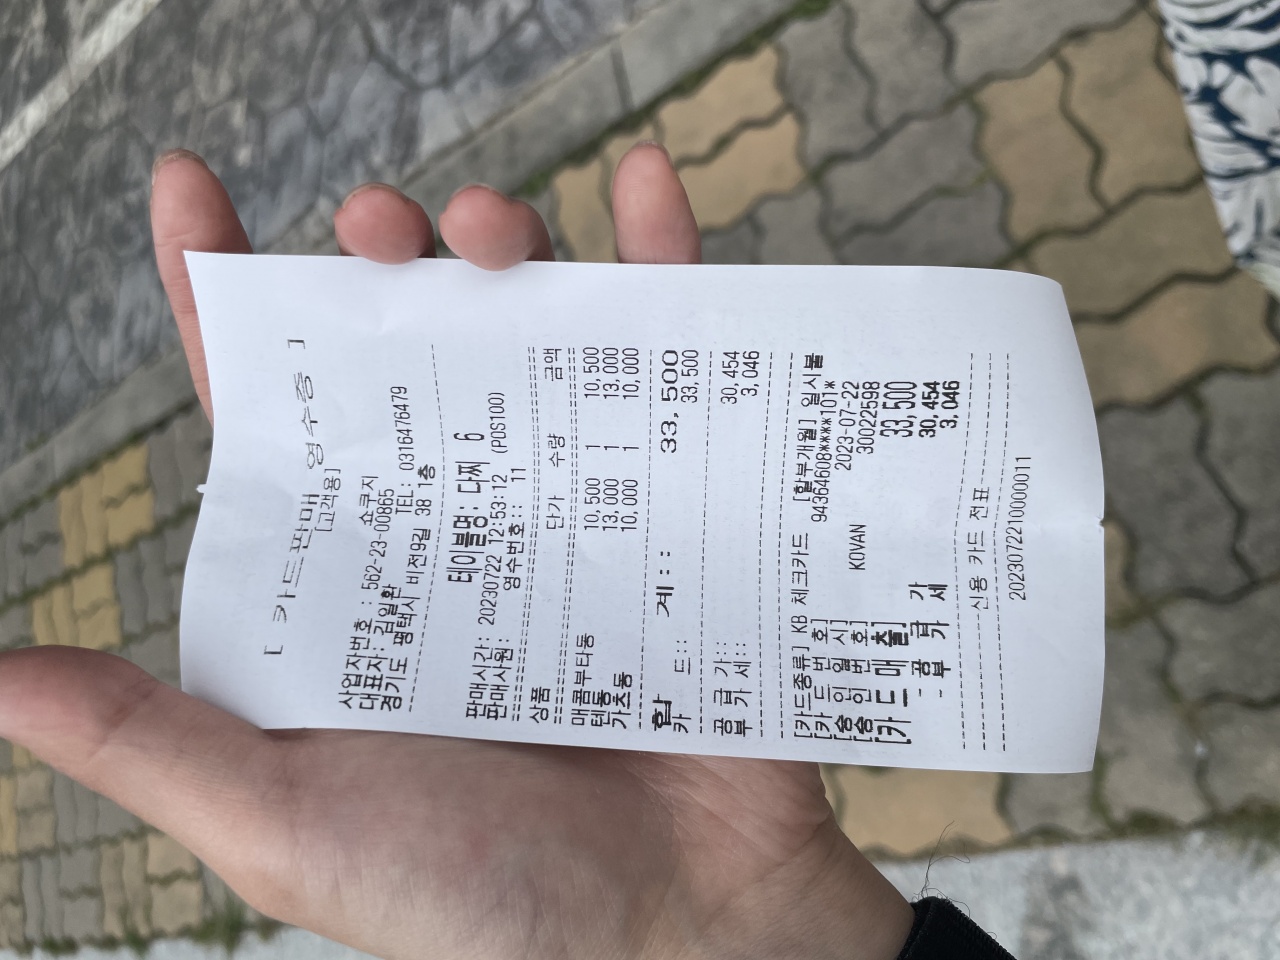 [ 카드판매 영수증 ]
[고객용]
사업자번호 : 562-23-00865 쇼쿠지
대표자: 김일환 TEL: 0316476479
경기도 평택시 비전9길 38 1층
테이블명: 다찌 6
판매시간: 20230722 12:53:12 (POS100)
판매사원: 영수번호:: 11
상품 단가 수량 금액
매콤부타동 10,500 1 10,500
텐동 13,000 1 13,000
가츠동 10,000 1 10,000
합 계:: 33,500
카 드:: 33,500
공 급 가:: 30,454
부 가 세:: 3,046
[카드종류] KB 체크카드 [할부개월] 일시불
[카 드 번 호] 94364608****101*
[승 인 일 시] 2023-07-22
[승 인 번 호] KOVAN 30022598
[카 드 매 출] 33,500
- 공 급 가 30,454
- 부 가 세 3,046
신용 카드 전표
20230722100000011